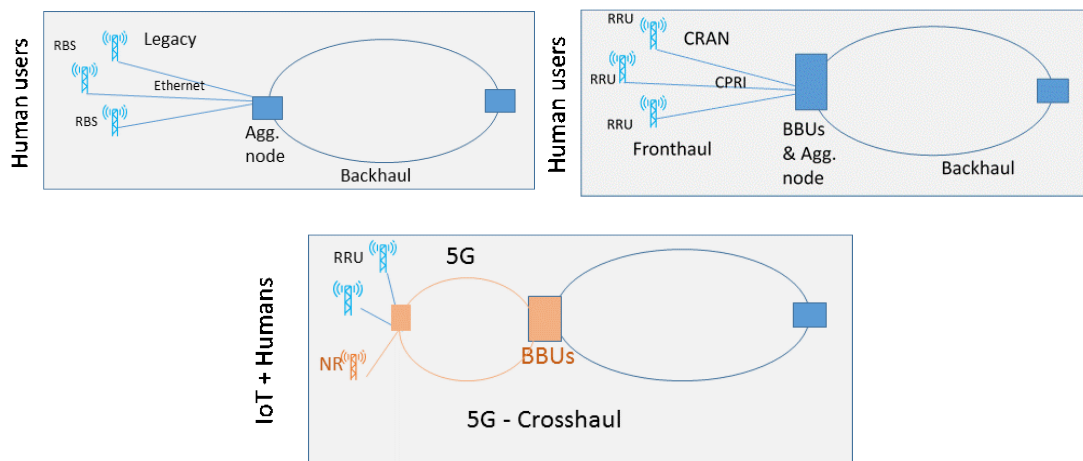 Human users
RBS
Legacy
RBS
Ethernet
RBS
Agg.
node
Backhaul
Human users
RRU
CRAN
RRU
CPRI
RRU
Fronthaul
BBUs
& Agg.
node
Backhaul
IoT + Humans
RRU
5G
NR
BBUs
5G - Crosshaul